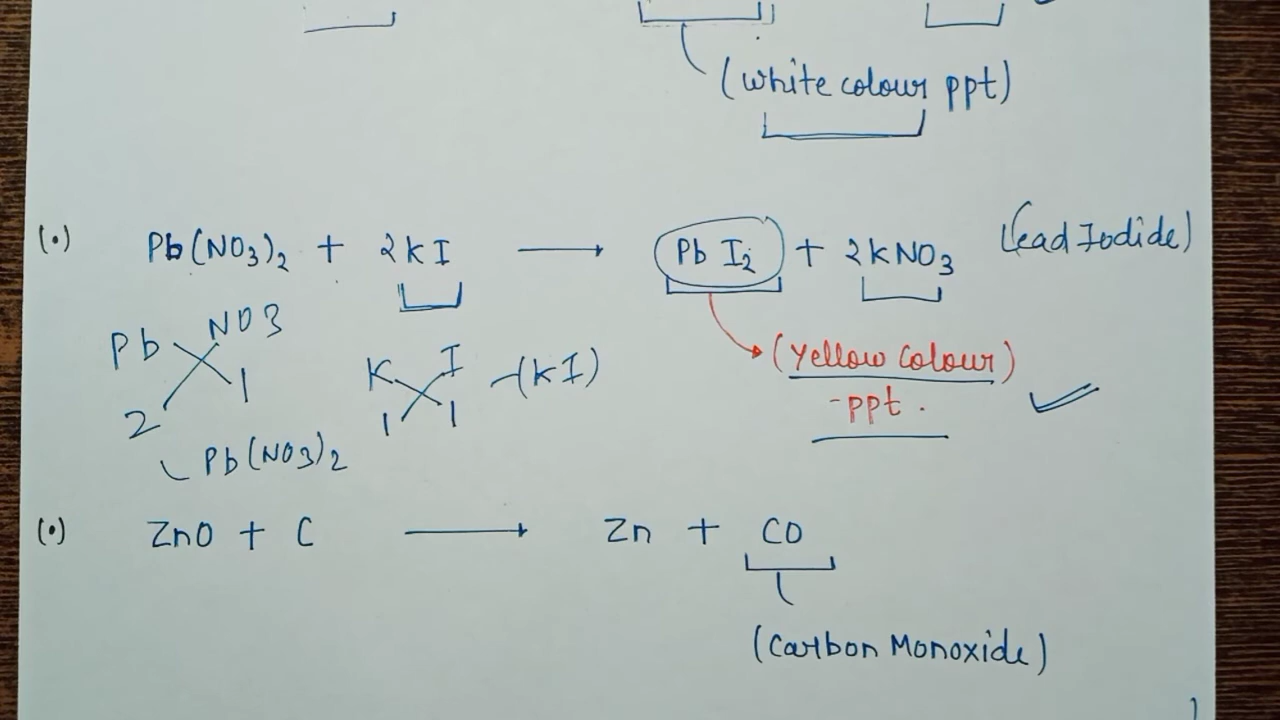 (white colour ppt)
(•) Pb(NO3)2 + 2KI → PbI2 + 2KNO3 (Lead Iodide)
Pb NO3
2 1
Pb(NO3)2
K I (KI)
1 1
(Yellow Colour)
-ppt.
(•) ZnO + C → Zn + CO
(Carbon Monoxide)